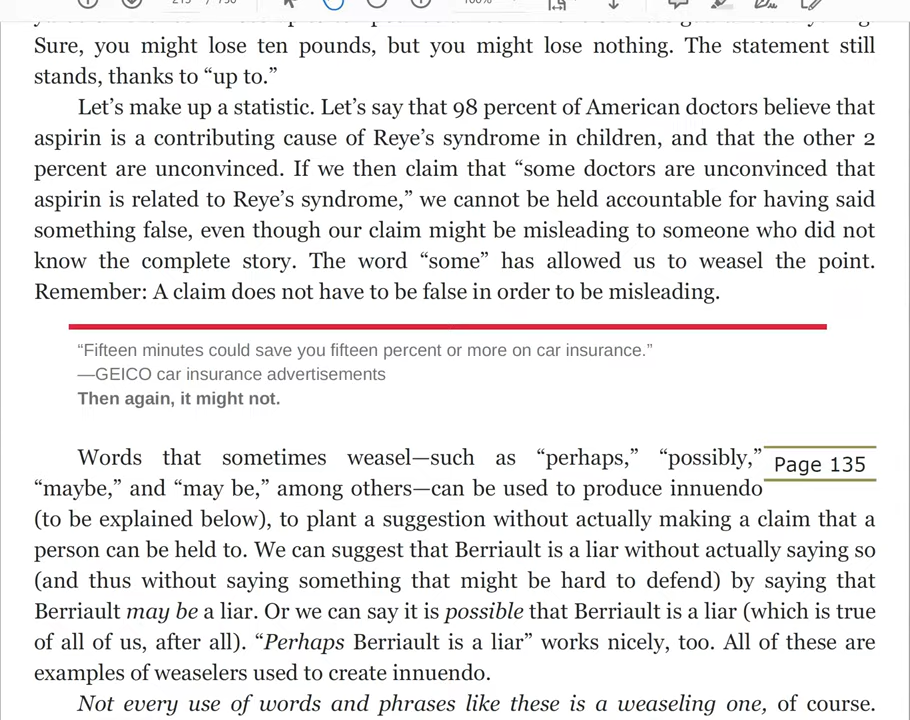 Sure, you might lose ten pounds, but you might lose nothing. The statement still
stands, thanks to “up to.”
Let’s make up a statistic. Let’s say that 98 percent of American doctors believe that
aspirin is a contributing cause of Reye’s syndrome in children, and that the other 2
percent are unconvinced. If we then claim that “some doctors are unconvinced that
aspirin is related to Reye’s syndrome,” we cannot be held accountable for having said
something false, even though our claim might be misleading to someone who did not
know the complete story. The word “some” has allowed us to weasel the point.
Remember: A claim does not have to be false in order to be misleading.
“Fifteen minutes could save you fifteen percent or more on car insurance.”
—GEICO car insurance advertisements
Then again, it might not.
Words that sometimes weasel—such as “perhaps,” “possibly,”
Page 135
“maybe,” and “may be,” among others—can be used to produce innuendo
(to be explained below), to plant a suggestion without actually making a claim that a
person can be held to. We can suggest that Berriault is a liar without actually saying so
(and thus without saying something that might be hard to defend) by saying that
Berriault may be a liar. Or we can say it is possible that Berriault is a liar (which is true
of all of us, after all). “Perhaps Berriault is a liar” works nicely, too. All of these are
examples of weaselers used to create innuendo.
Not every use of words and phrases like these is a weaseling one, of course.